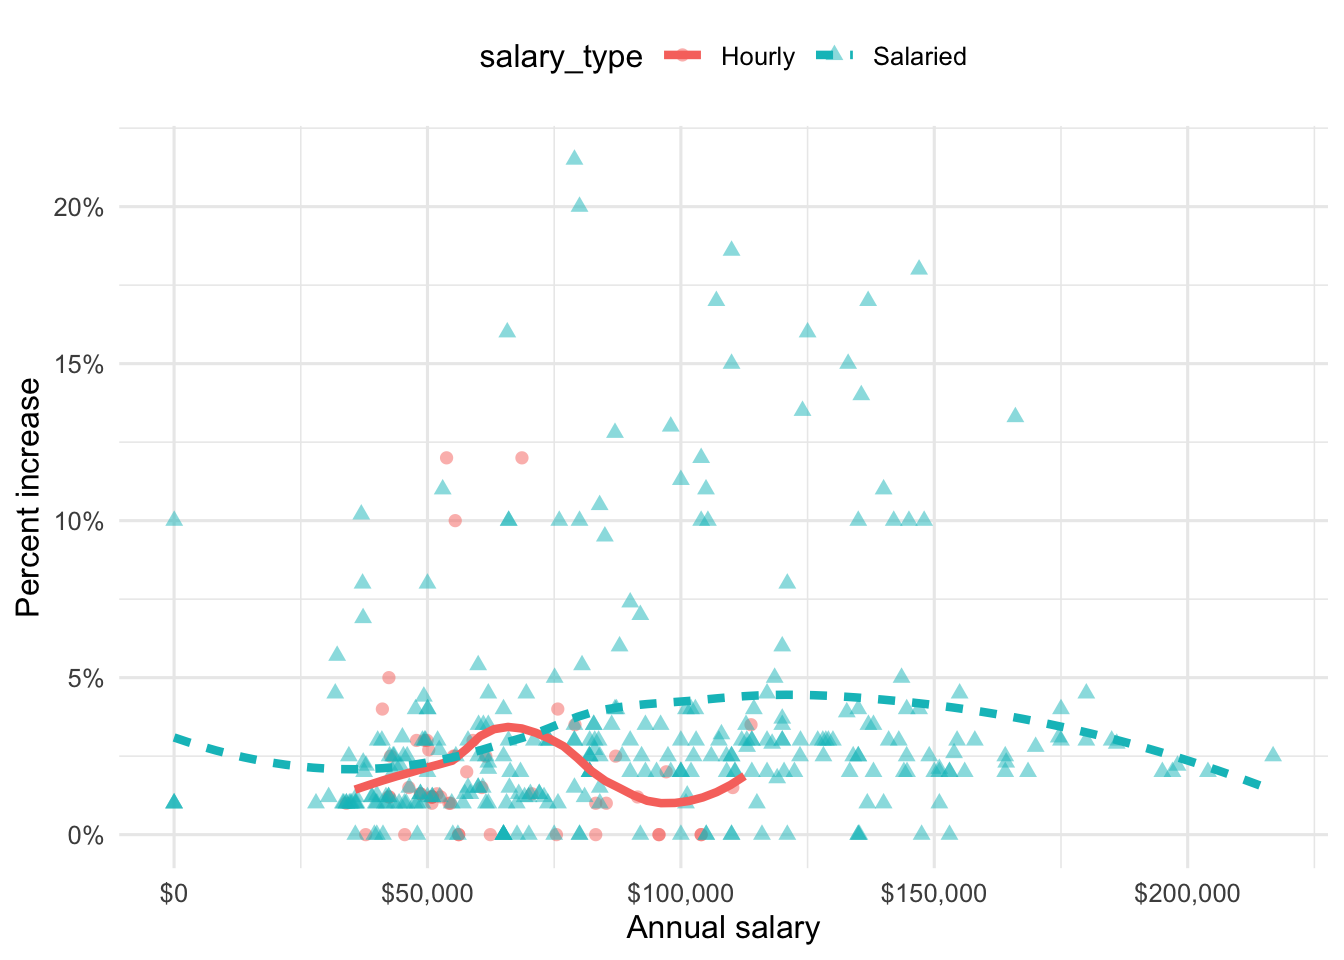 salary_type Hourly Salaried
20%
15%
10%
5%
0%
Percent increase
$0 $50,000 $100,000 $150,000 $200,000
Annual salary